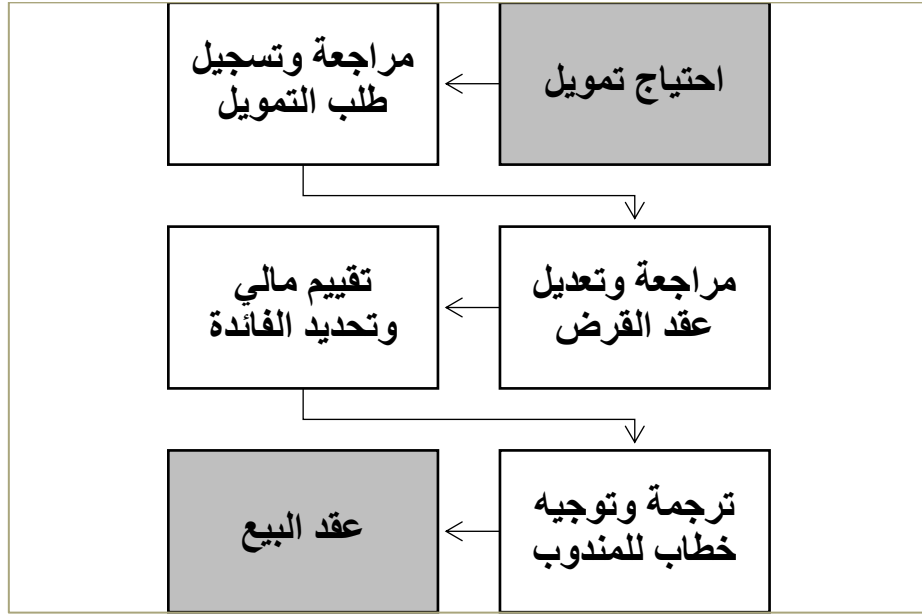 احتياج تمويل
مراجعة وتسجيل
طلب التمويل
مراجعة وتعديل
عقد القرض
تقييم مالي
وتحديد الفائدة
ترجمة وتوجيه
خطاب للمندوب
عقد البيع